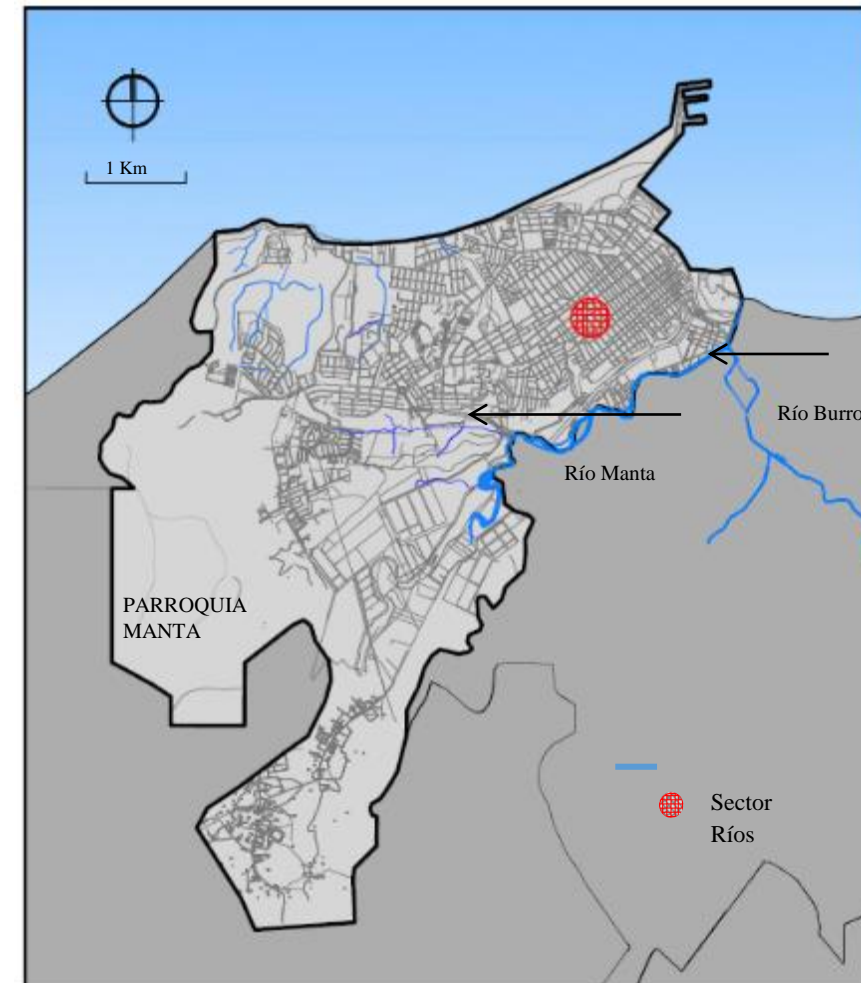 1 Km
Río Burro
Río Manta
PARROQUIA
MANTA
Sector
Ríos